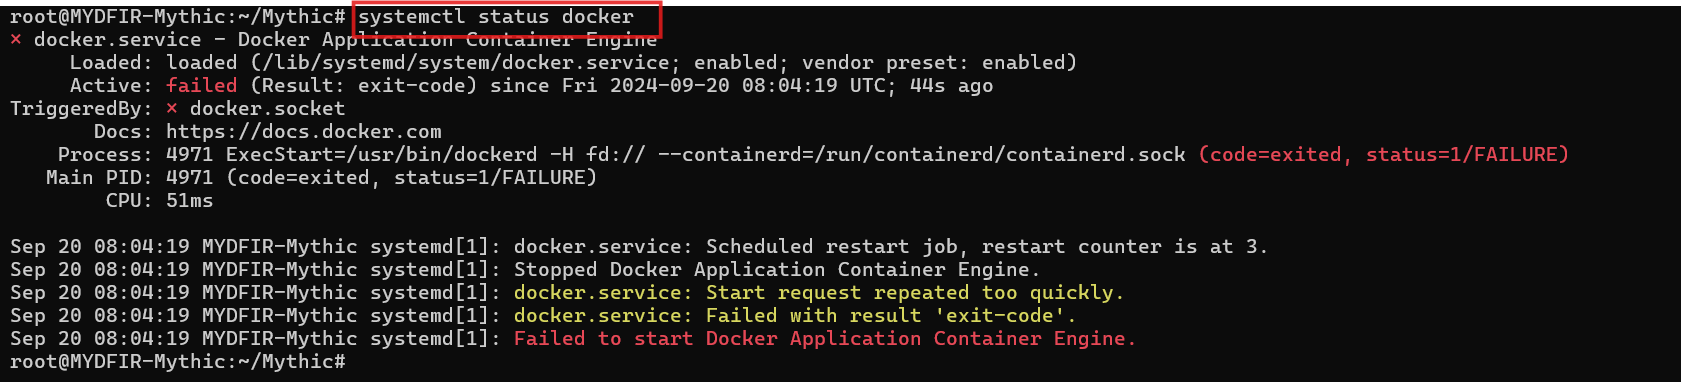 root@MYDFIR-Mythic:~/Mythic# systemctl status docker
× docker.service - Docker Application Container Engine
Loaded: loaded (/lib/systemd/system/docker.service; enabled; vendor preset: enabled)
Active: failed (Result: exit-code) since Fri 2024-09-20 08:04:19 UTC; 44s ago
TriggeredBy: × docker.socket
Docs: https://docs.docker.com
Process: 4971 ExecStart=/usr/bin/dockerd -H fd:// --containerd=/run/containerd/containerd.sock (code=exited, status=1/FAILURE)
Main PID: 4971 (code=exited, status=1/FAILURE)
CPU: 51ms
Sep 20 08:04:19 MYDFIR-Mythic systemd[1]: docker.service: Scheduled restart job, restart counter is at 3.
Sep 20 08:04:19 MYDFIR-Mythic systemd[1]: Stopped Docker Application Container Engine.
Sep 20 08:04:19 MYDFIR-Mythic systemd[1]: docker.service: Start request repeated too quickly.
Sep 20 08:04:19 MYDFIR-Mythic systemd[1]: docker.service: Failed with result 'exit-code'.
Sep 20 08:04:19 MYDFIR-Mythic systemd[1]: Failed to start Docker Application Container Engine.
root@MYDFIR-Mythic:~/Mythic#